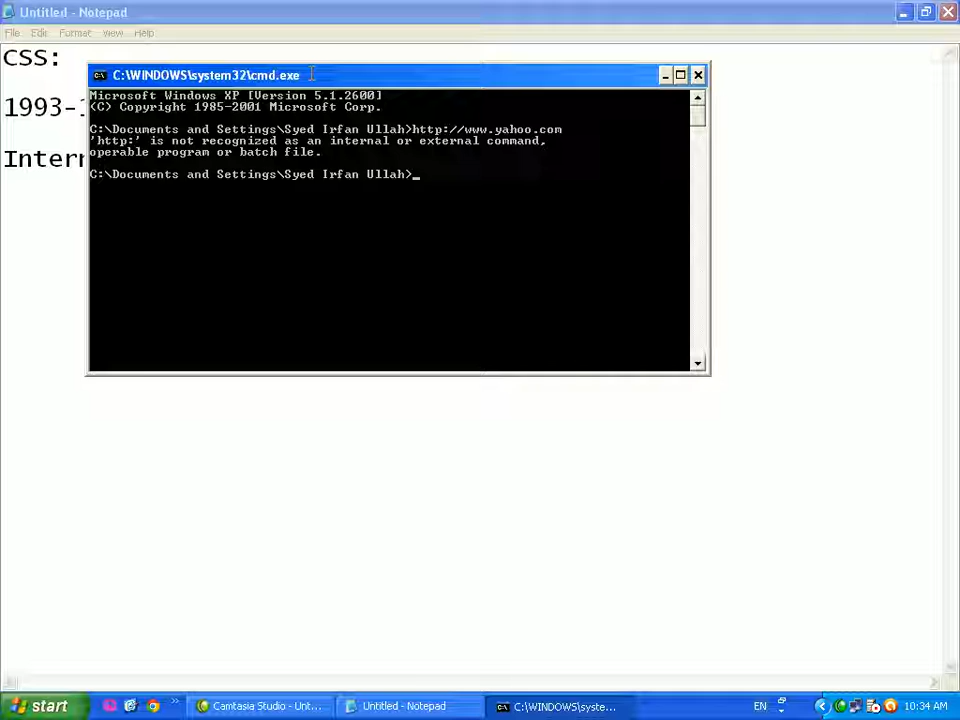 Untitled - Notepad
File Edit Format View Help
CSS:
1993-1
Intern
C:\WINDOWS\system32\cmd.exe
Microsoft Windows XP [Version 5.1.2600]
(C) Copyright 1985-2001 Microsoft Corp.
C:\Documents and Settings\Syed Irfan Ullah>http://www.yahoo.com
'http:' is not recognized as an internal or external command,
operable program or batch file.
C:\Documents and Settings\Syed Irfan Ullah>_
start
Camtasia Studio - Unt...
Untitled - Notepad
C:\WINDOWS\syste...
EN
10:34 AM